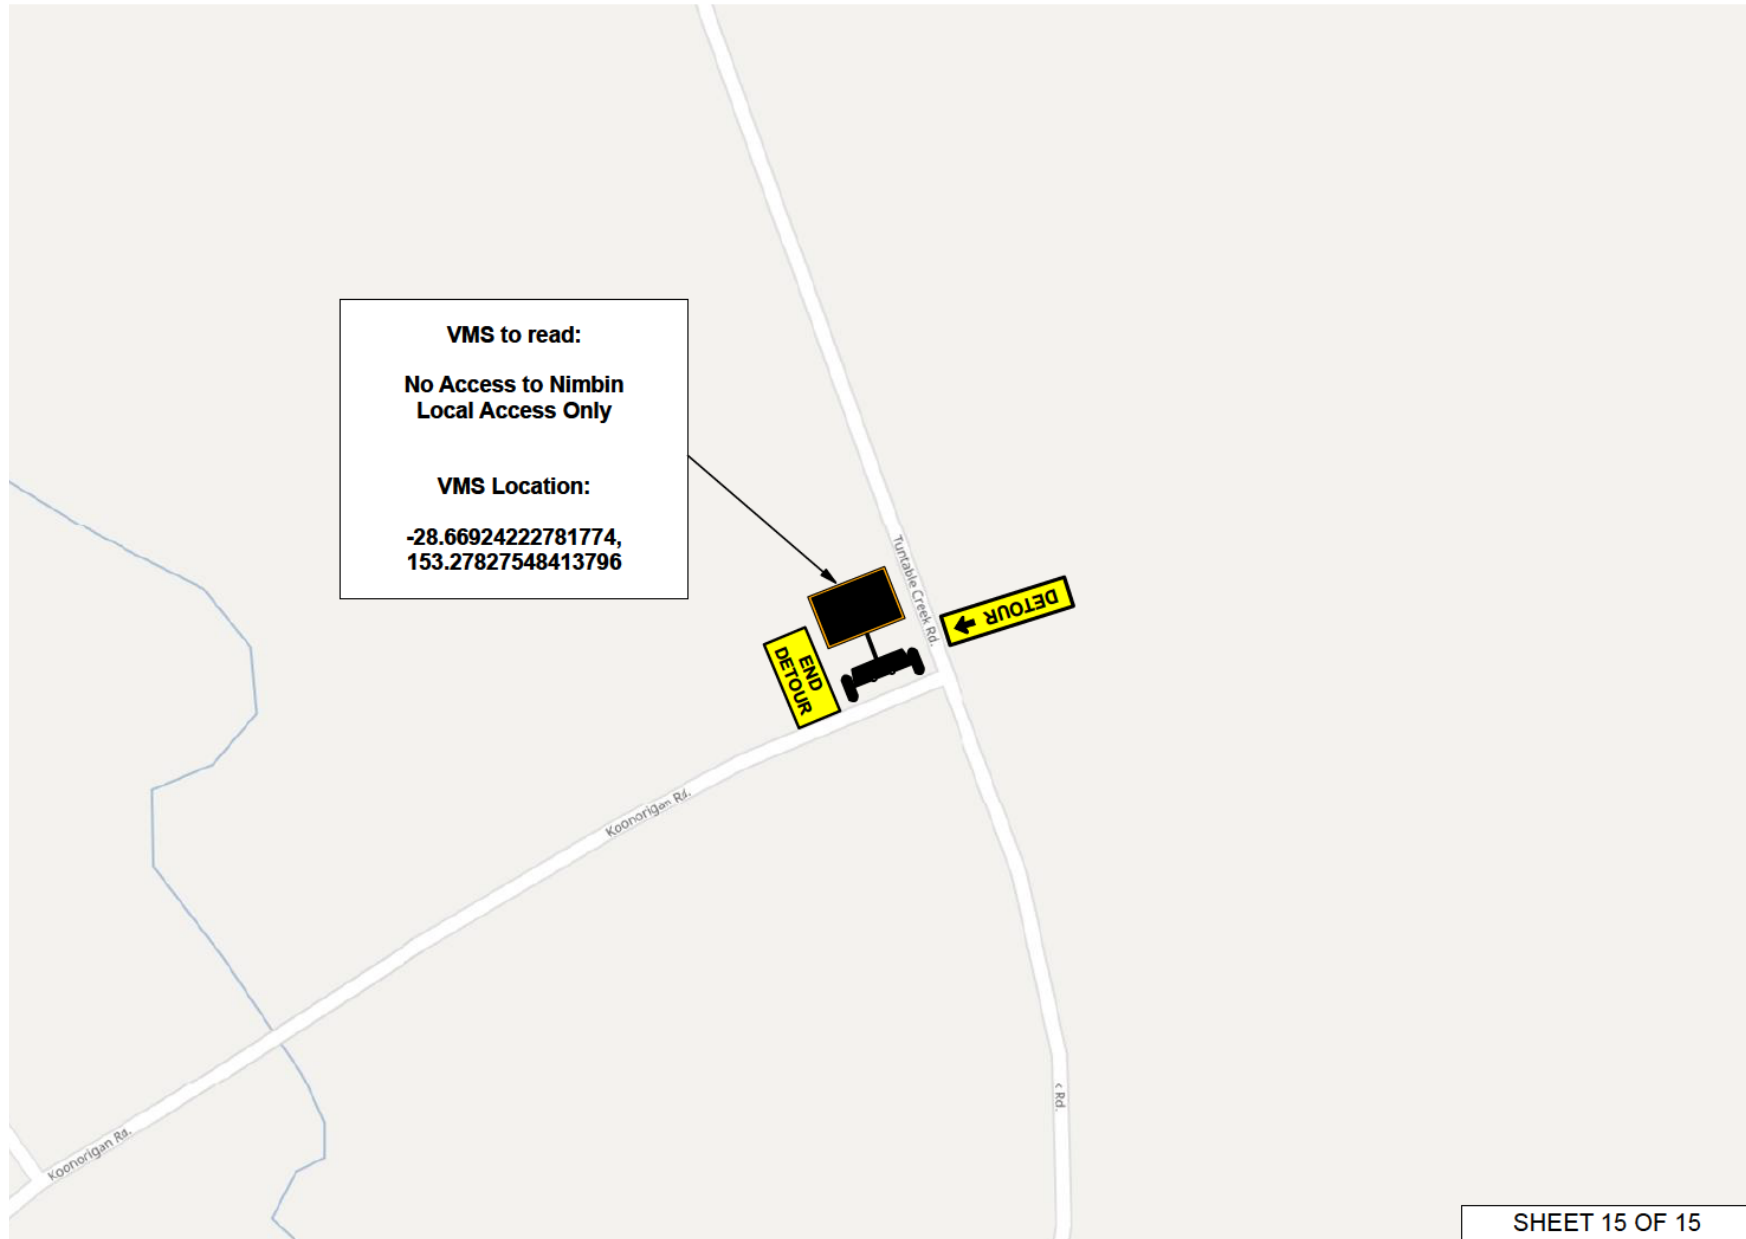 VMS to read:
No Access to Nimbin
Local Access Only
VMS Location:
-28.66924222781774,
153.27827548413796
Tuntable Creek Rd.
DETOUR
END
DETOUR
Koonorigan Rd.
Koonorigan Rd.
c Rd.
SHEET 15 OF 15